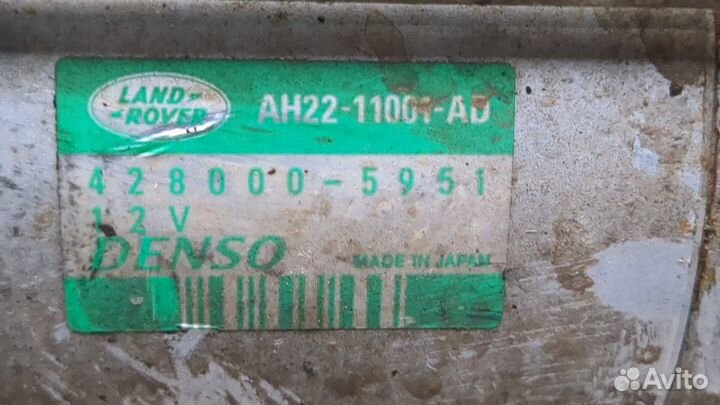 LAND-
-ROVER
AH22-11001-AD
428000-5951
12V
DENSO
MADE IN JAPAN
Avito